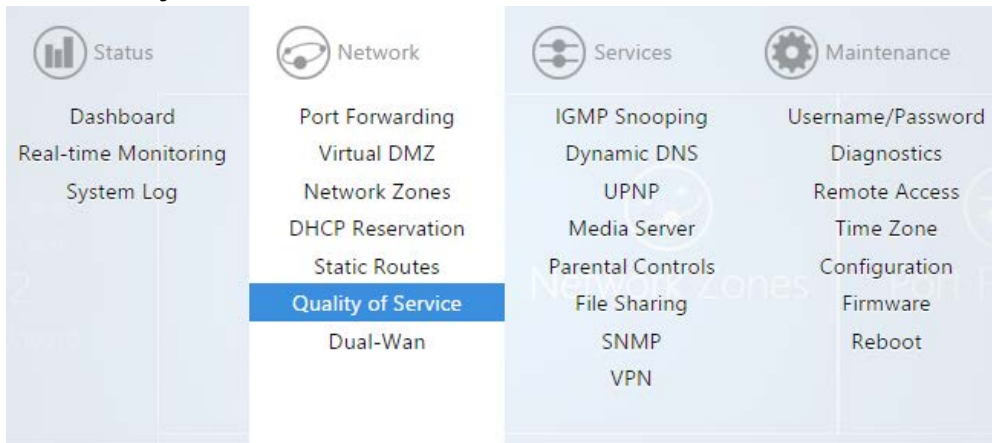 Status
Network
Services
Maintenance
Dashboard
Real-time Monitoring
System Log
Port Forwarding
Virtual DMZ
Network Zones
DHCP Reservation
Static Routes
Quality of Service
Dual-Wan
IGMP Snooping
Dynamic DNS
UPNP
Media Server
Parental Controls
File Sharing
SNMP
VPN
Username/Password
Diagnostics
Remote Access
Time Zone
Configuration
Firmware
Reboot
Network Zones